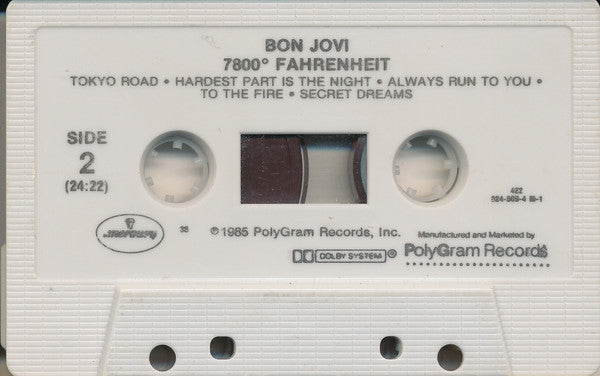 BON JOVI
7800° FAHRENHEIT
TOKYO ROAD • HARDEST PART IS THE NIGHT • ALWAYS RUN TO YOU •
TO THE FIRE • SECRET DREAMS
SIDE
2
(24:22)
422
824-509-4 M-1
mercury
35
℗1985 PolyGram Records, Inc.
Manufactured and Marketed by
PolyGram Records
DOLBY SYSTEM ®